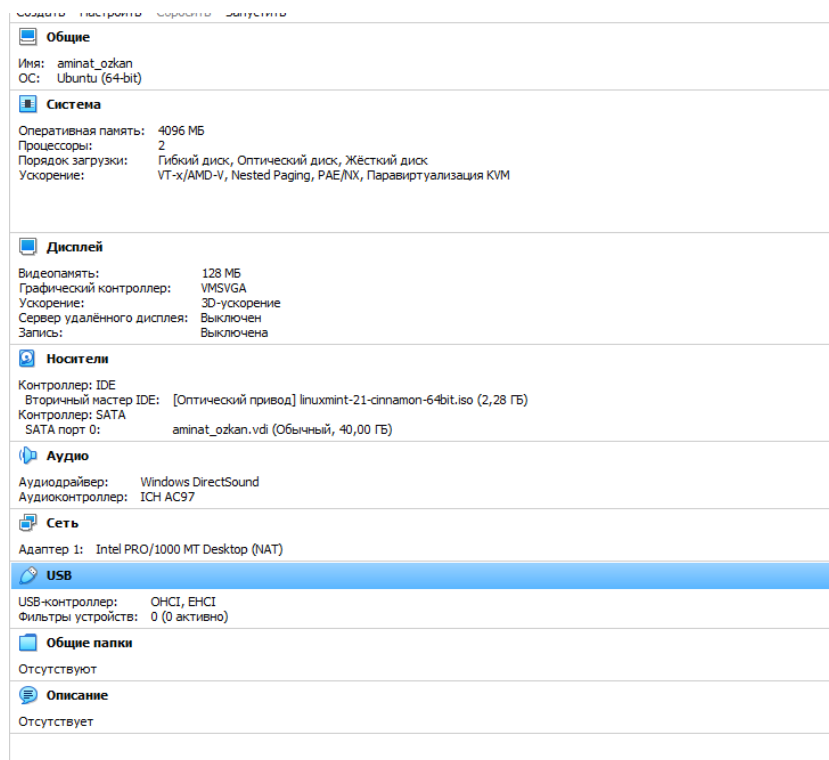 Создать Настроить Сбросить Запустить
Общие
Имя: aminat_ozkan
ОС: Ubuntu (64-bit)
Система
Оперативная память: 4096 МБ
Процессоры: 2
Порядок загрузки: Гибкий диск, Оптический диск, Жёсткий диск
Ускорение: VT-x/AMD-V, Nested Paging, PAE/NX, Паравиртуализация KVM
Дисплей
Видеопамять: 128 МБ
Графический контроллер: VMSVGA
Ускорение: 3D-ускорение
Сервер удалённого дисплея: Выключен
Запись: Выключена
Носители
Контроллер: IDE
Вторичный мастер IDE: [Оптический привод] linuxmint-21-cinnamon-64bit.iso (2,28 ГБ)
Контроллер: SATA
SATA порт 0: aminat_ozkan.vdi (Обычный, 40,00 ГБ)
Аудио
Аудиодрайвер: Windows DirectSound
Аудиоконтроллер: ICH AC97
Сеть
Адаптер 1: Intel PRO/1000 MT Desktop (NAT)
USB
USB-контроллер: OHCI, EHCI
Фильтры устройств: 0 (0 активно)
Общие папки
Отсутствуют
Описание
Отсутствует